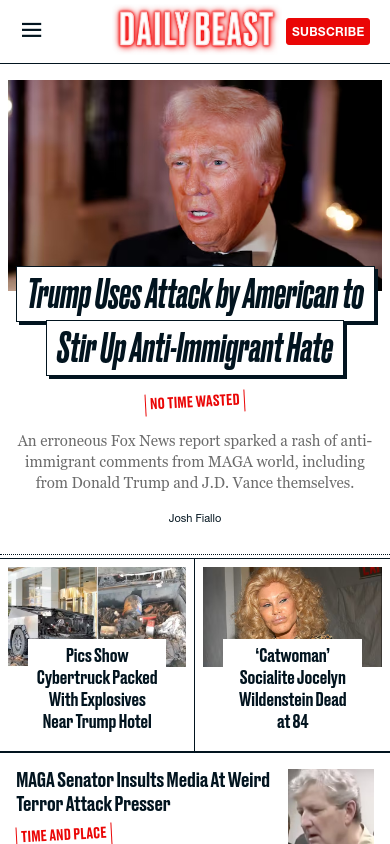 DAILY BEAST
SUBSCRIBE
Trump Uses Attack by American to
Stir Up Anti-Immigrant Hate
NO TIME WASTED
An erroneous Fox News report sparked a rash of anti-
immigrant comments from MAGA world, including
from Donald Trump and J.D. Vance themselves.
Josh Fiallo
Pics Show
Cybertruck Packed
With Explosives
Near Trump Hotel
‘Catwoman’
Socialite Jocelyn
Wildenstein Dead
at 84
MAGA Senator Insults Media At Weird
Terror Attack Presser
TIME AND PLACE